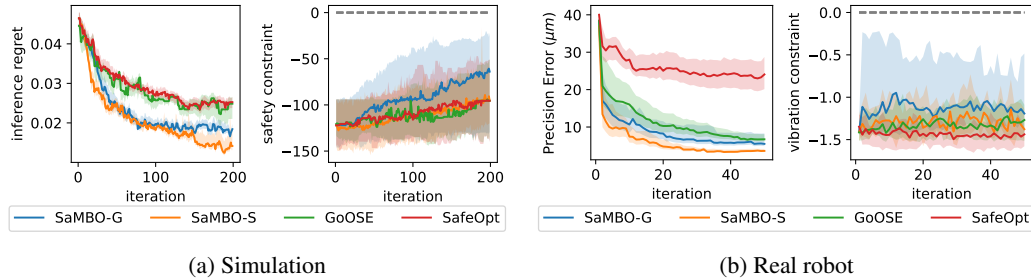 inference regret
0.04
0.03
0.02
0
100
200
iteration
safety constraint
0
−50
−100
−150
0
100
200
iteration
SaMBO-G
SaMBO-S
GoOSE
SafeOpt
(a) Simulation
Precision Error (μm)
40
30
20
10
0
20
40
iteration
vibration constraint
0.0
−0.5
−1.0
−1.5
0
20
40
iteration
SaMBO-G
SaMBO-S
GoOSE
SafeOpt
(b) Real robot